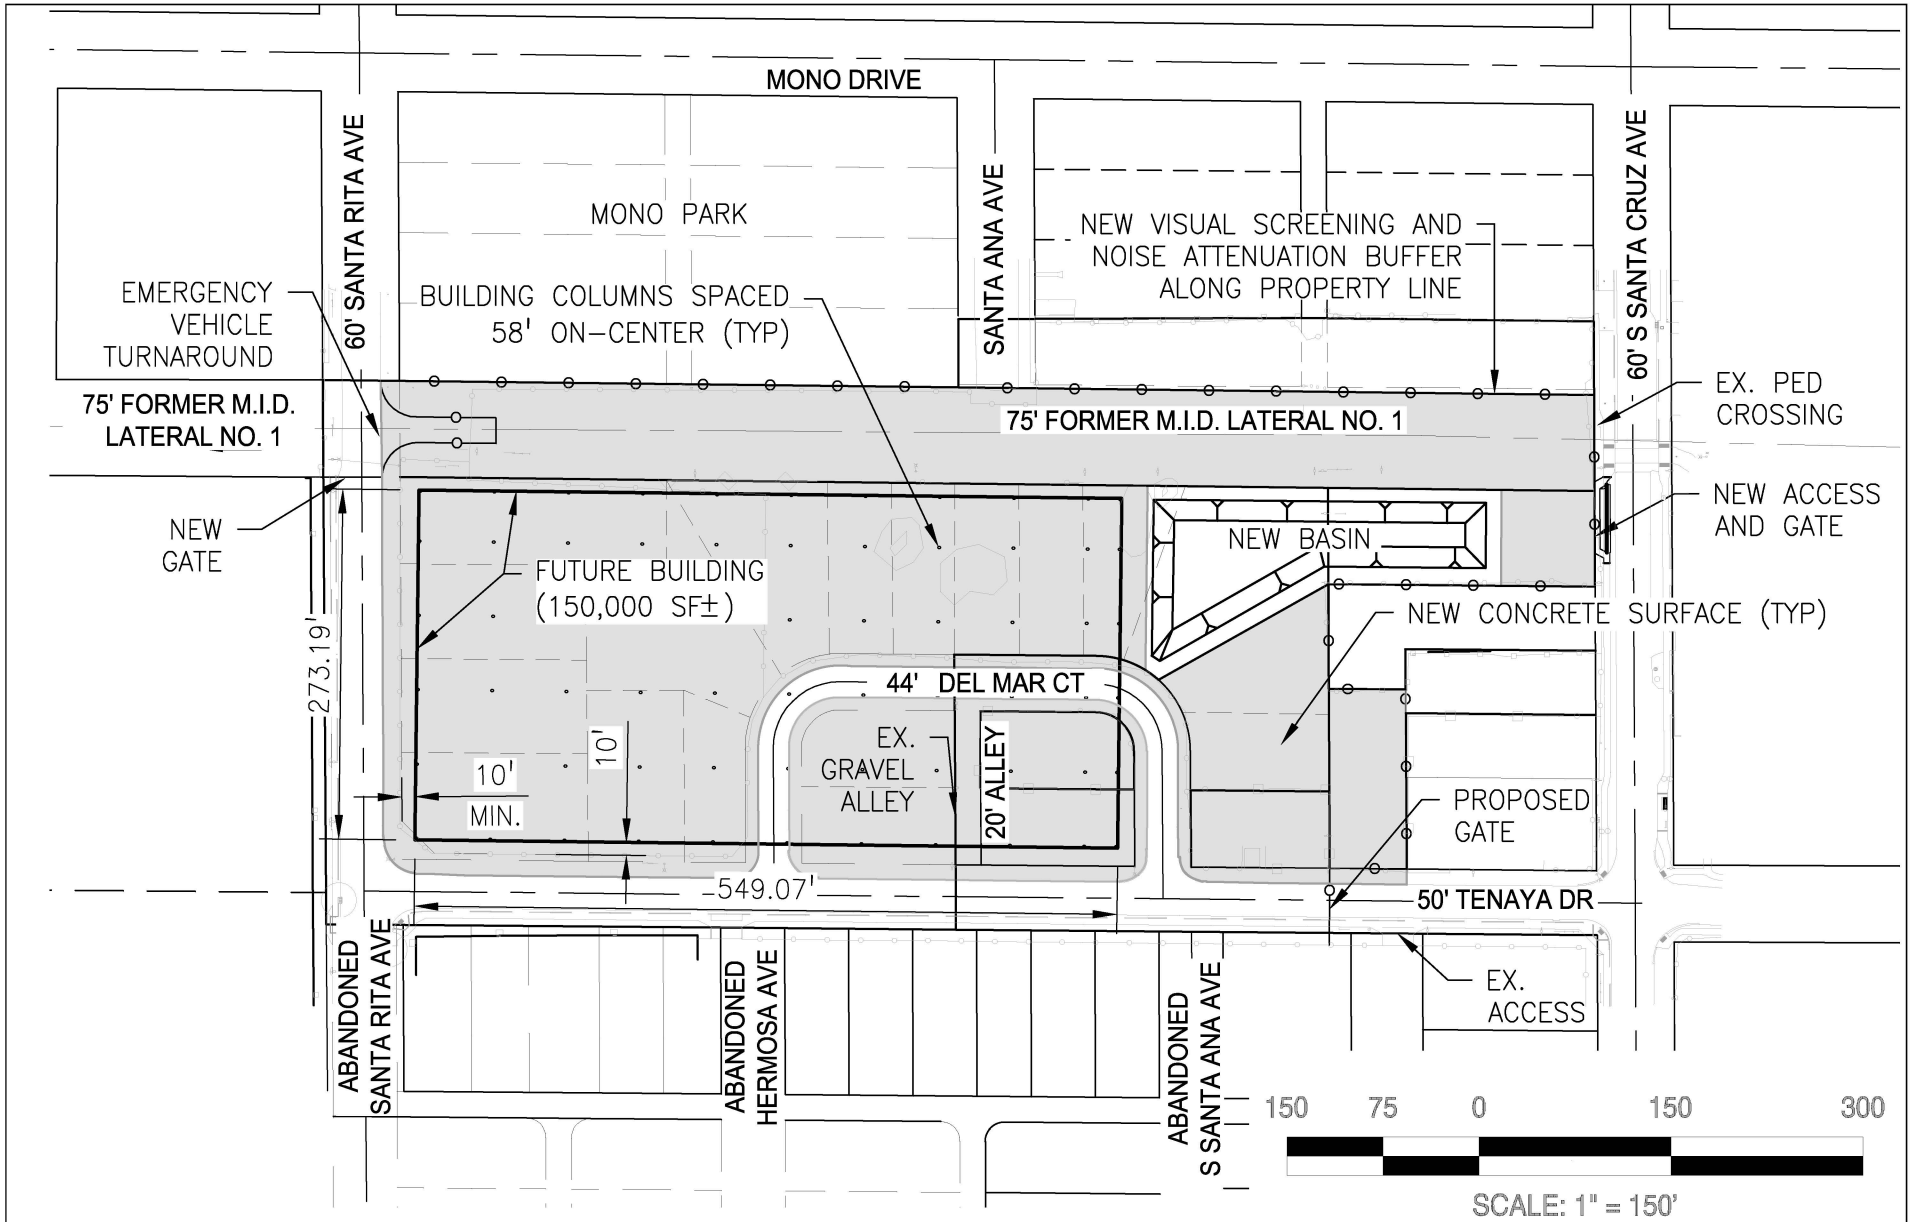 MONO DRIVE
60' SANTA RITA AVE
MONO PARK
SANTA ANA AVE
60' S SANTA CRUZ AVE
NEW VISUAL SCREENING AND
NOISE ATTENUATION BUFFER
ALONG PROPERTY LINE
EMERGENCY
VEHICLE
TURNAROUND
BUILDING COLUMNS SPACED
58' ON-CENTER (TYP)
75' FORMER M.I.D.
LATERAL NO. 1
75' FORMER M.I.D. LATERAL NO. 1
EX. PED
CROSSING
NEW ACCESS
AND GATE
NEW
GATE
NEW BASIN
FUTURE BUILDING
(150,000 SF±)
NEW CONCRETE SURFACE (TYP)
273.19'
44' DEL MAR CT
10'
10'
MIN.
EX.
GRAVEL
ALLEY
20' ALLEY
PROPOSED
GATE
549.07'
50' TENAYA DR
ABANDONED
SANTA RITA AVE
ABANDONED
HERMOSA AVE
ABANDONED
S SANTA ANA AVE
EX.
ACCESS
150 75 0 150 300
SCALE: 1" = 150'